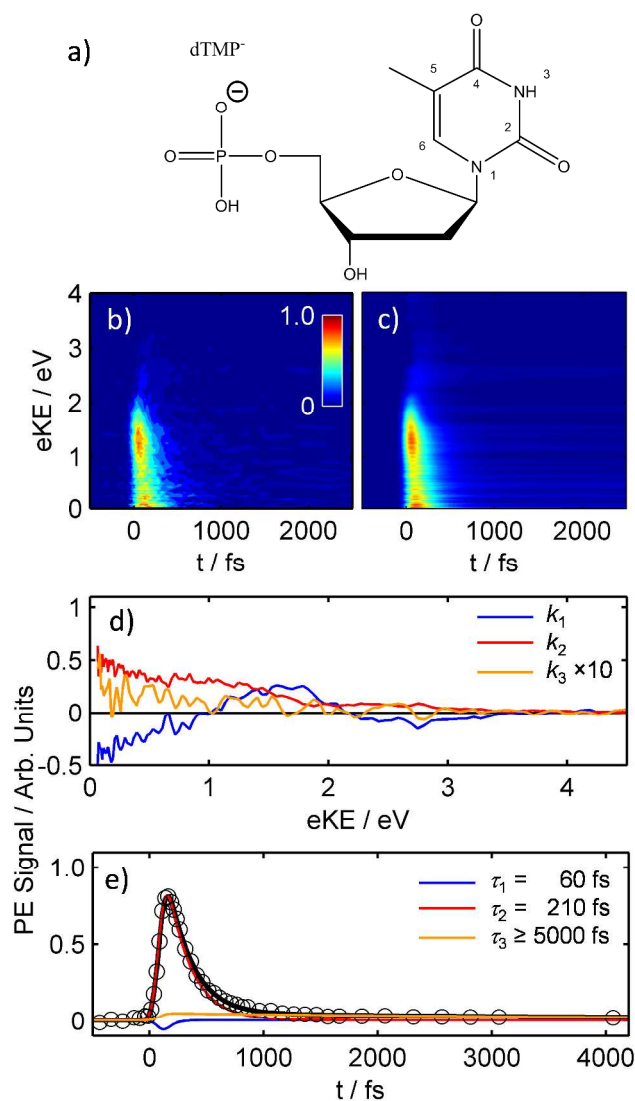 a)
dTMP⁻
O
⊖
O
O
P
O
OH
O
OH
O
4
5
3
NH
6
2
N
1
O
b)
1.0
0
c)
eKE / eV
4
3
2
1
0
0 1000 2000
0 1000 2000
t / fs
t / fs
PE Signal / Arb. Units
d)
k₁
k₂
k₃ ×10
1
0.5
0
-0.5
0 1 2 3 4
eKE / eV
e)
τ₁ = 60 fs
τ₂ = 210 fs
τ₃ ≥ 5000 fs
1.0
0.5
0
0 1000 2000 3000 4000
t / fs